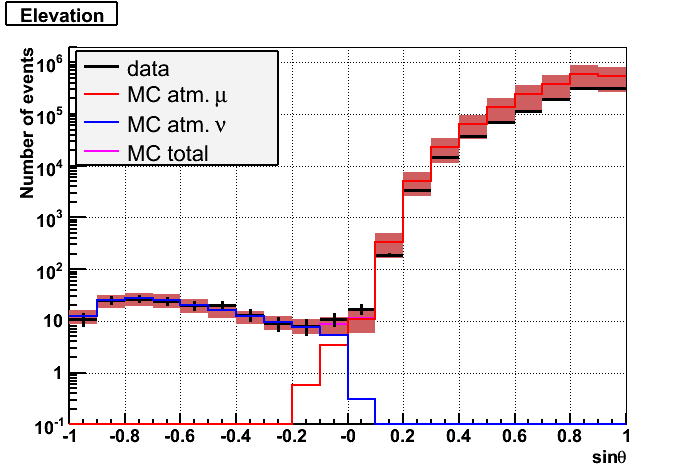 Elevation
Number of events
data
MC atm. μ
MC atm. ν
MC total
10⁶
10⁵
10⁴
10³
10²
10
1
10⁻¹
-1 -0.8 -0.6 -0.4 -0.2 -0 0.2 0.4 0.6 0.8 1
sinθ